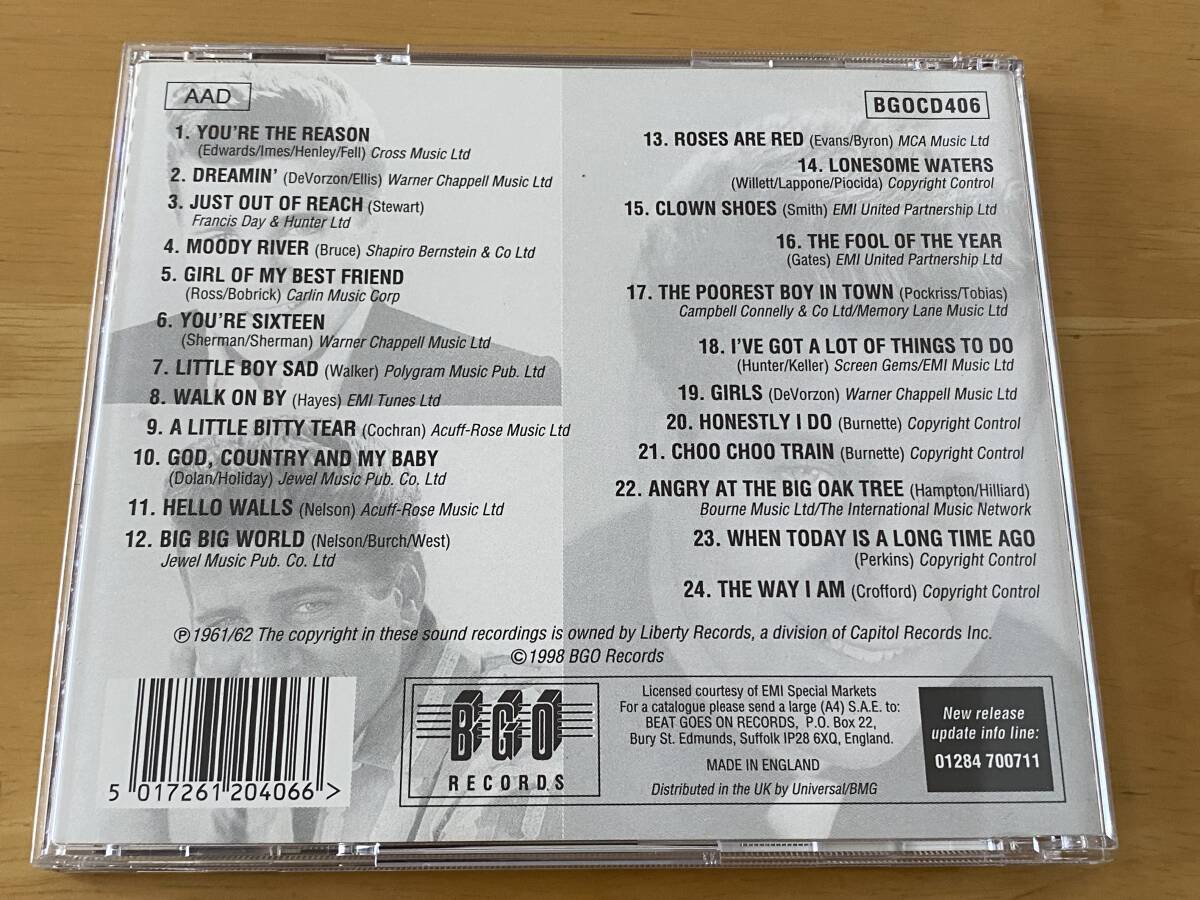 AAD
1. YOU'RE THE REASON
(Edwards/Imes/Henley/Fell) Cross Music Ltd
2. DREAMIN' (DeVorzon/Ellis) Warner Chappell Music Ltd
3. JUST OUT OF REACH (Stewart)
Francis Day & Hunter Ltd
4. MOODY RIVER (Bruce) Shapiro Bernstein & Co Ltd
5. GIRL OF MY BEST FRIEND
(Ross/Bobrick) Carlin Music Corp
6. YOU'RE SIXTEEN
(Sherman/Sherman) Warner Chappell Music Ltd
7. LITTLE BOY SAD (Walker) Polygram Music Pub. Ltd
8. WALK ON BY (Hayes) EMI Tunes Ltd
9. A LITTLE BITTY TEAR (Cochran) Acuff-Rose Music Ltd
10. GOD, COUNTRY AND MY BABY
(Dolan/Holiday) Jewel Music Pub. Co. Ltd
11. HELLO WALLS (Nelson) Acuff-Rose Music Ltd
12. BIG BIG WORLD (Nelson/Burch/West)
Jewel Music Pub. Co. Ltd
BGOCD406
13. ROSES ARE RED (Evans/Byron) MCA Music Ltd
14. LONESOME WATERS
(Willett/Lappone/Piocida) Copyright Control
15. CLOWN SHOES (Smith) EMI United Partnership Ltd
16. THE FOOL OF THE YEAR
(Gates) EMI United Partnership Ltd
17. THE POOREST BOY IN TOWN (Pockriss/Tobias)
Campbell Connelly & Co Ltd/Memory Lane Music Ltd
18. I'VE GOT A LOT OF THINGS TO DO
(Hunter/Keller) Screen Gems/EMI Music Ltd
19. GIRLS (DeVorzon) Warner Chappell Music Ltd
20. HONESTLY I DO (Burnette) Copyright Control
21. CHOO CHOO TRAIN (Burnette) Copyright Control
22. ANGRY AT THE BIG OAK TREE (Hampton/Hilliard)
Bourne Music Ltd/The International Music Network
23. WHEN TODAY IS A LONG TIME AGO
(Perkins) Copyright Control
24. THE WAY I AM (Crofford) Copyright Control
℗ 1961/62 The copyright in these sound recordings is owned by Liberty Records, a division of Capitol Records Inc.
© 1998 BGO Records
5 017261 204066 >
BGO
RECORDS
Licensed courtesy of EMI Special Markets
For a catalogue please send a large (A4) S.A.E. to:
BEAT GOES ON RECORDS, P.O. Box 22,
Bury St. Edmunds, Suffolk IP28 6XQ, England.
MADE IN ENGLAND
Distributed in the UK by Universal/BMG
New release
update info line:
01284 700711